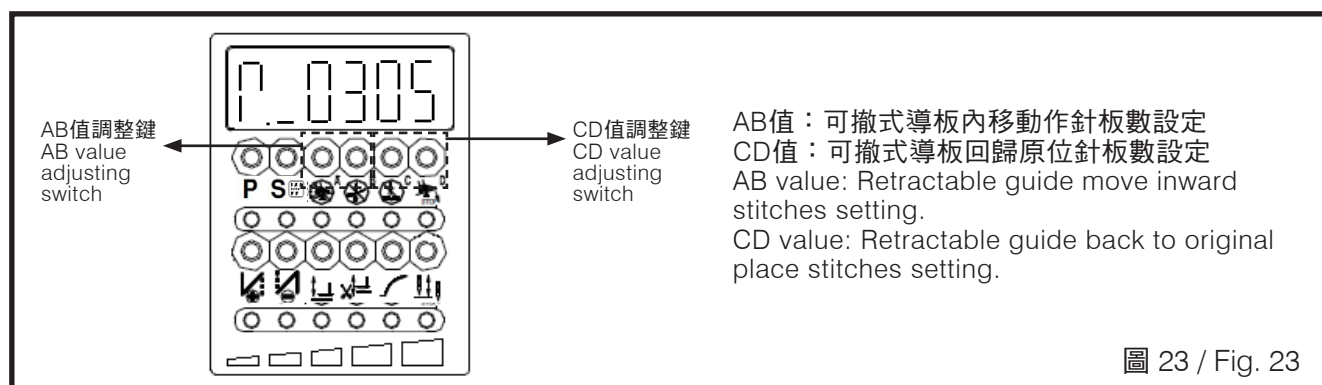 P._0305
AB值調整鍵
AB value
adjusting
switch
CD值調整鍵
CD value
adjusting
switch
P S
A C D
AB值：可撤式導板內移動作針板數設定
CD值：可撤式導板回歸原位針板數設定
AB value: Retractable guide move inward
stitches setting.
CD value: Retractable guide back to original
place stitches setting.
圖 23 / Fig. 23